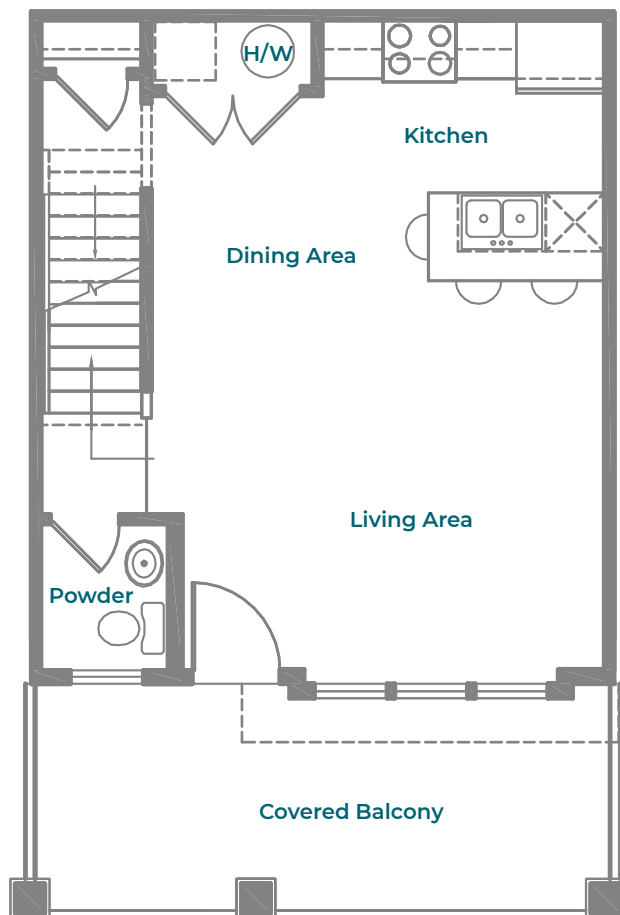 H/W
Kitchen
Dining Area
Living Area
Powder
Covered Balcony